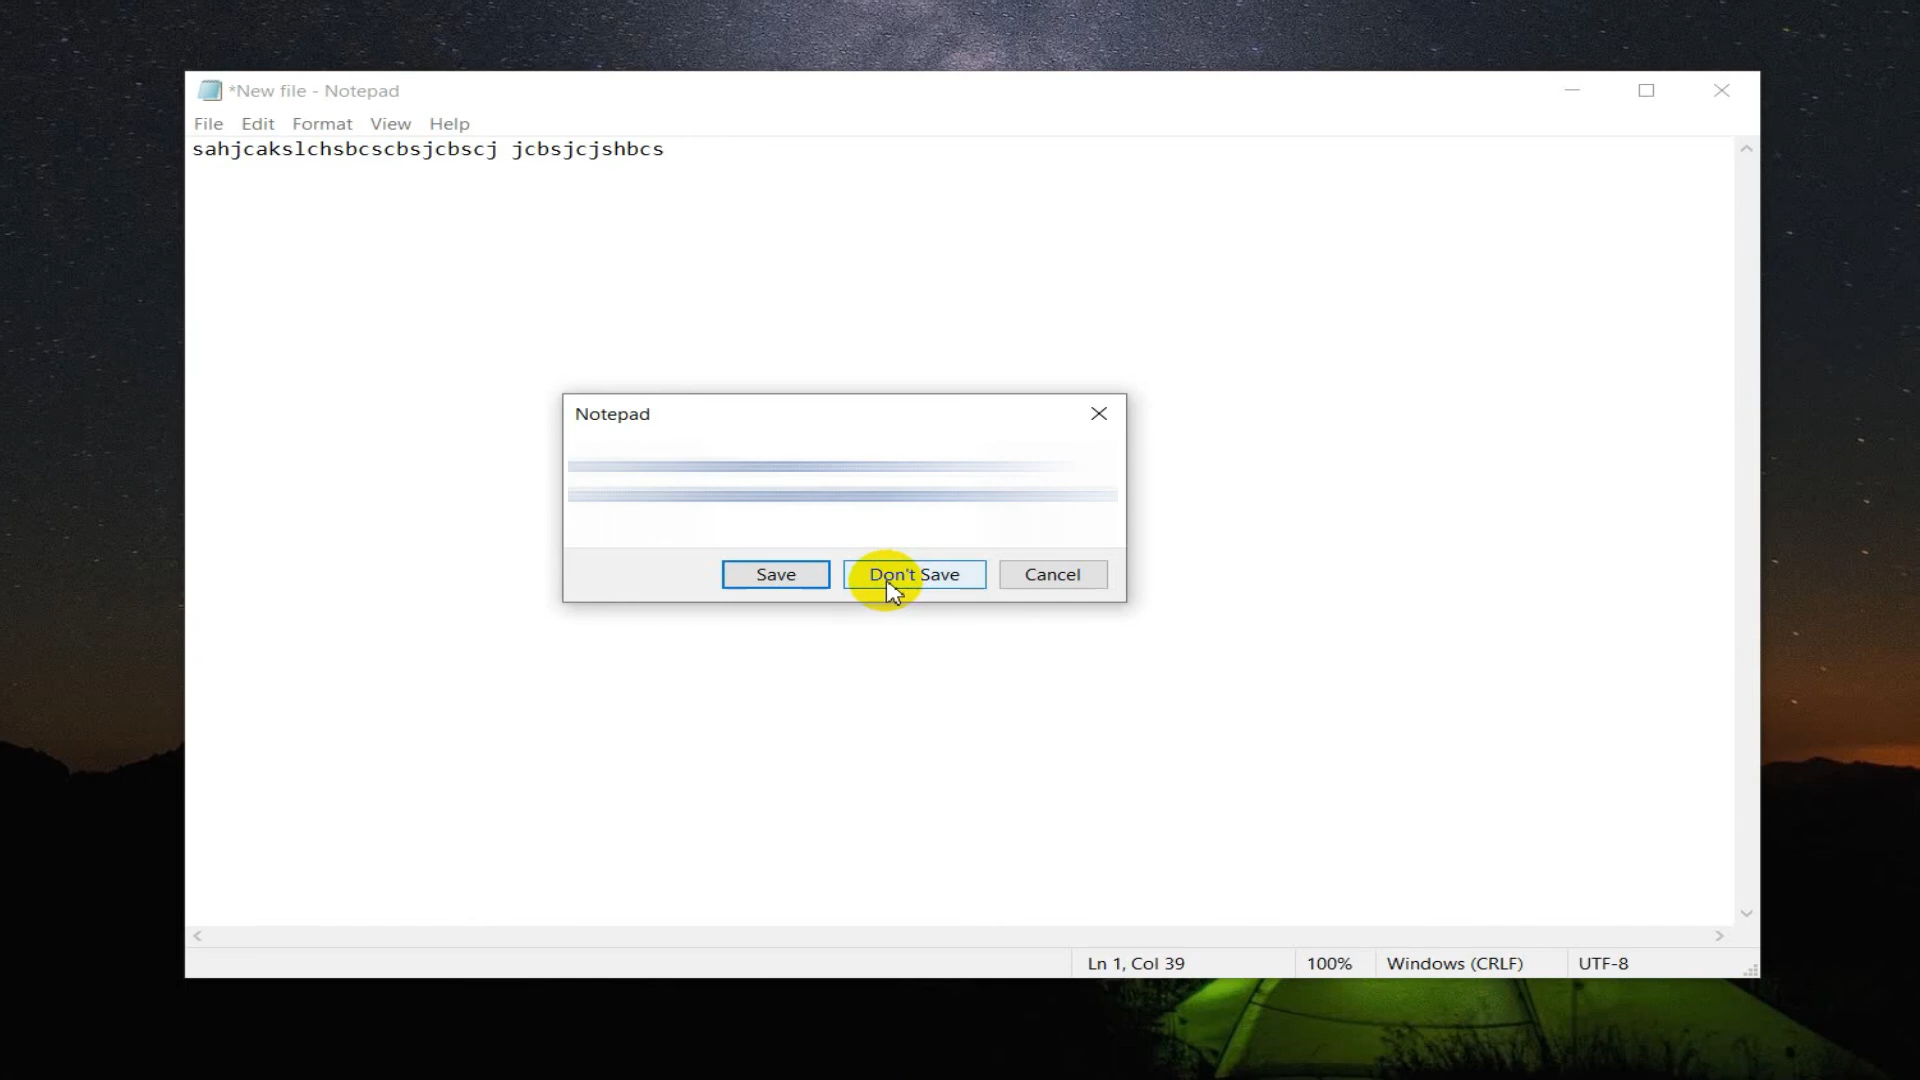 *New file - Notepad
File Edit Format View Help
sahjcakslchsbcscbsjcbscj jcbsjcjshbcs
Notepad
Save Don't Save Cancel
Ln 1, Col 39 100% Windows (CRLF) UTF-8